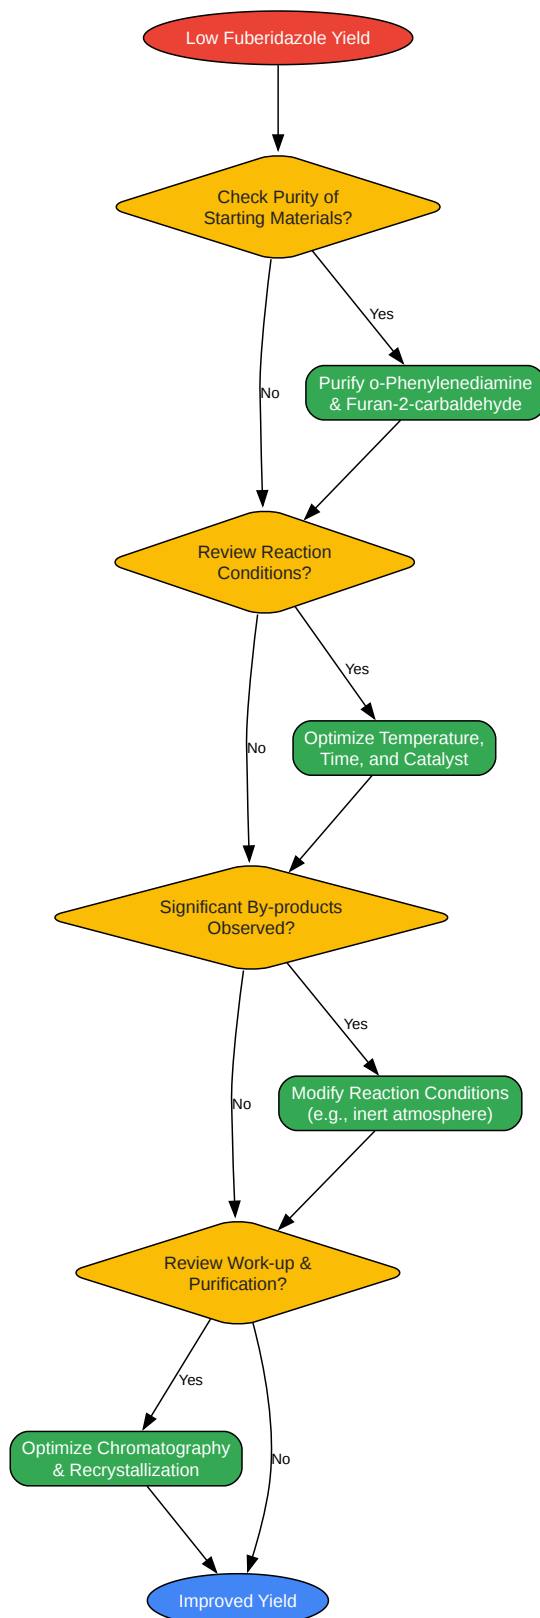 Low Fuberidazole Yield
Check Purity of
Starting Materials?
Yes
No
Purify o-Phenylenediamine
& Furan-2-carbaldehyde
Review Reaction
Conditions?
Yes
No
Optimize Temperature,
Time, and Catalyst
Significant By-products
Observed?
Yes
No
Modify Reaction Conditions
(e.g., inert atmosphere)
Review Work-up &
Purification?
Yes
No
Optimize Chromatography
& Recrystallization
Improved Yield